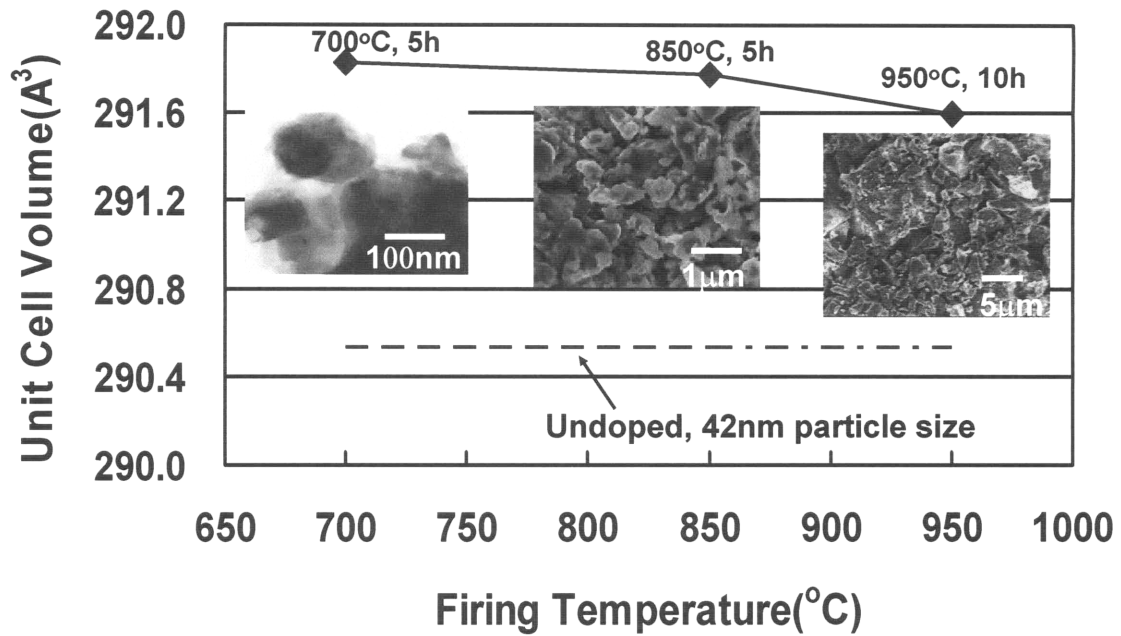 292.0
291.6
291.2
290.8
290.4
290.0
Unit Cell Volume(A³)
700°C, 5h
850°C, 5h
950°C, 10h
100nm
1μm
5μm
Undoped, 42nm particle size
650 700 750 800 850 900 950 1000
Firing Temperature(°C)